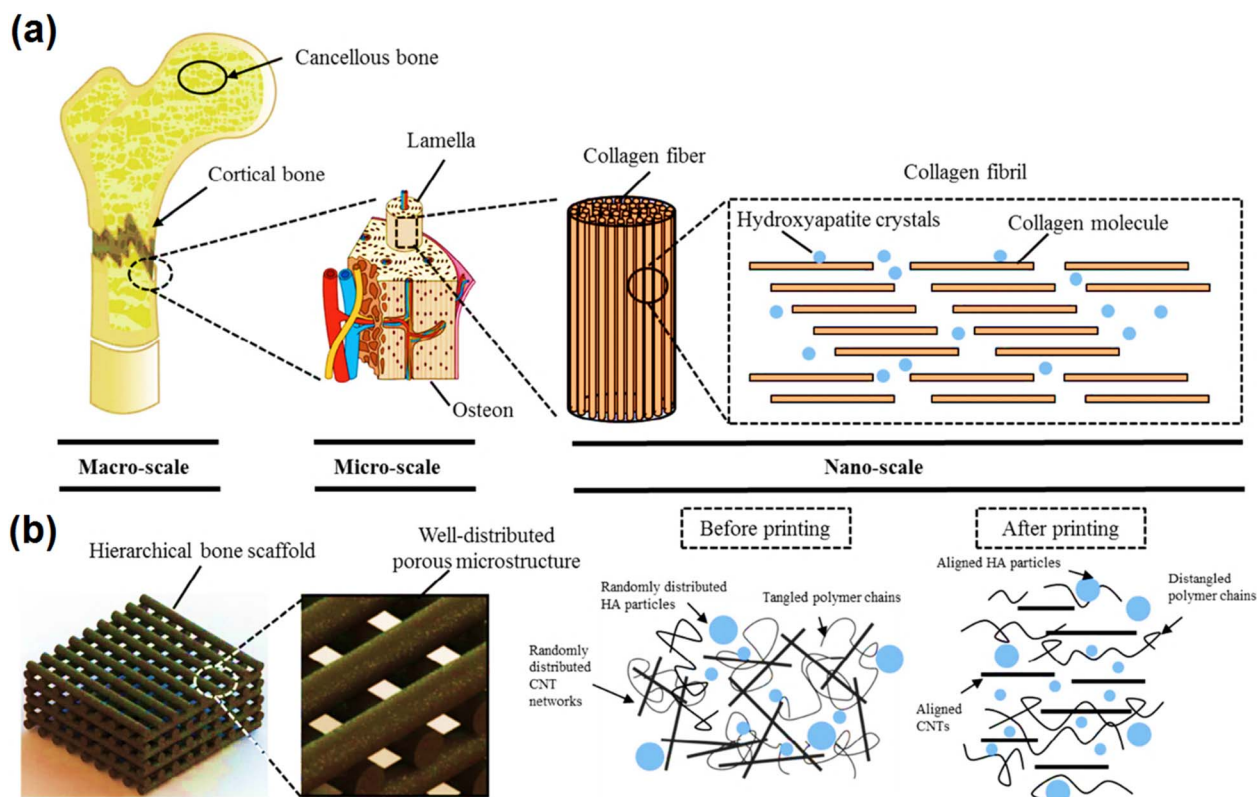 (a)
Cancellous bone
Cortical bone
Lamella
Osteon
Collagen fiber
Collagen fibril
Hydroxyapatite crystals
Collagen molecule
Macro-scale
Micro-scale
Nano-scale
(b)
Hierarchical bone scaffold
Well-distributed
porous microstructure
Before printing
Randomly distributed
HA particles
Tangled polymer chains
Randomly
distributed
CNT
networks
After printing
Aligned HA particles
Distangled
polymer chains
Aligned
CNTs